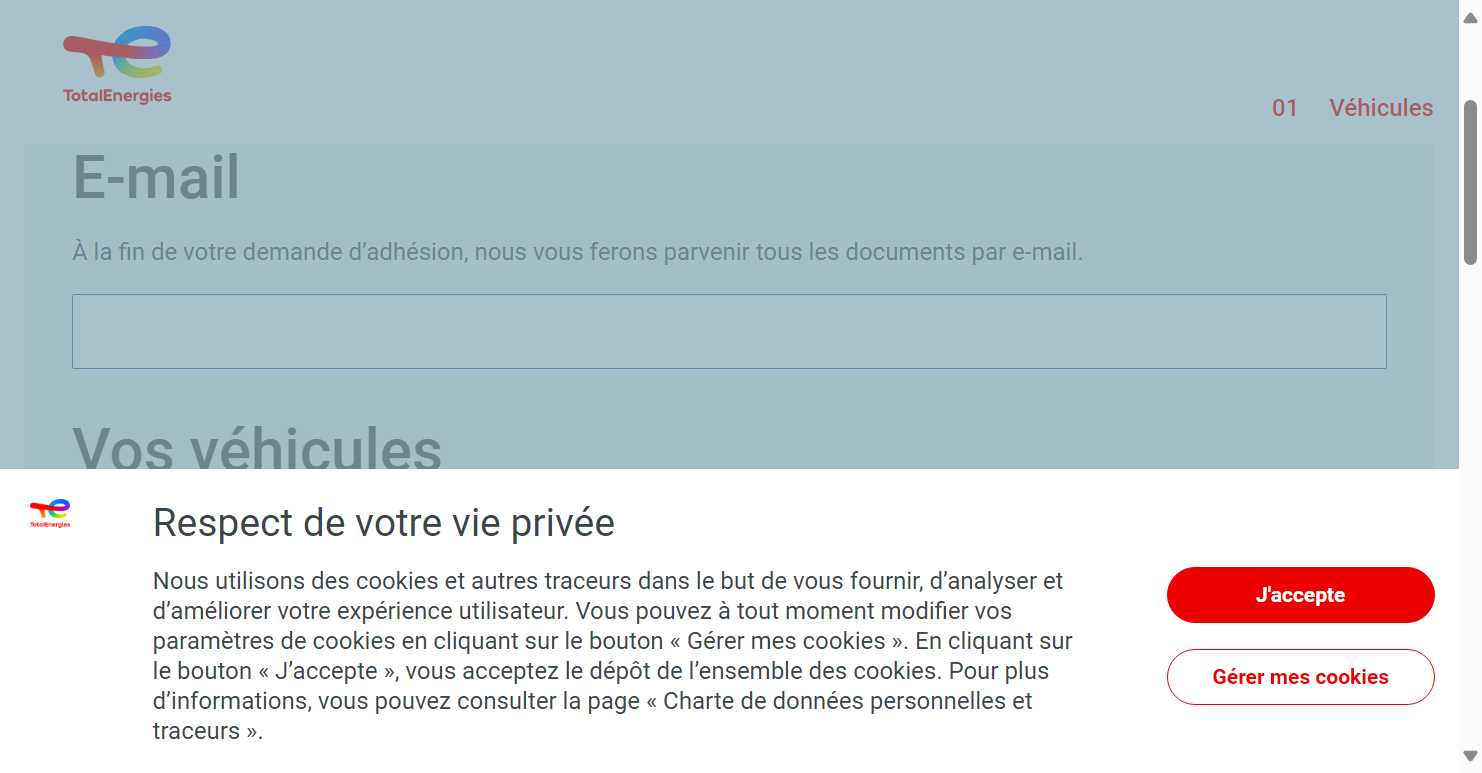 TotalEnergies
01 Véhicules
E-mail
À la fin de votre demande d’adhésion, nous vous ferons parvenir tous les documents par e-mail.
Vos véhicules
TotalEnergies
Respect de votre vie privée
Nous utilisons des cookies et autres traceurs dans le but de vous fournir, d’analyser et
d’améliorer votre expérience utilisateur. Vous pouvez à tout moment modifier vos
paramètres de cookies en cliquant sur le bouton « Gérer mes cookies ». En cliquant sur
le bouton « J’accepte », vous acceptez le dépôt de l’ensemble des cookies. Pour plus
d’informations, vous pouvez consulter la page « Charte de données personnelles et
traceurs ».
J'accepte
Gérer mes cookies